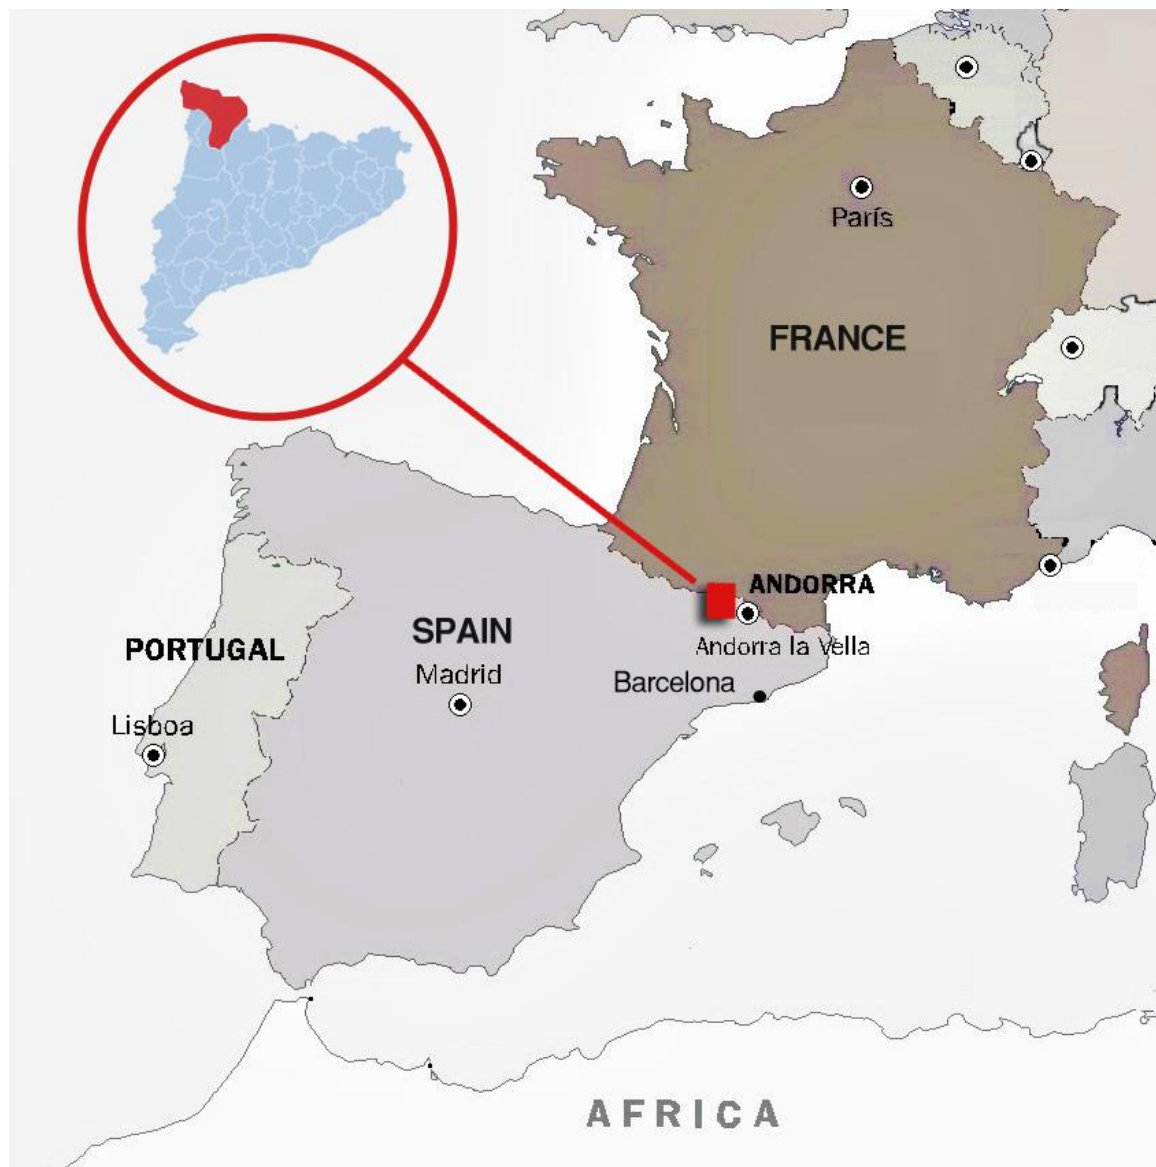 París
FRANCE
ANDORRA
SPAIN
Andorra la Vella
PORTUGAL
Madrid
Barcelona
Lisboa
AFRICA